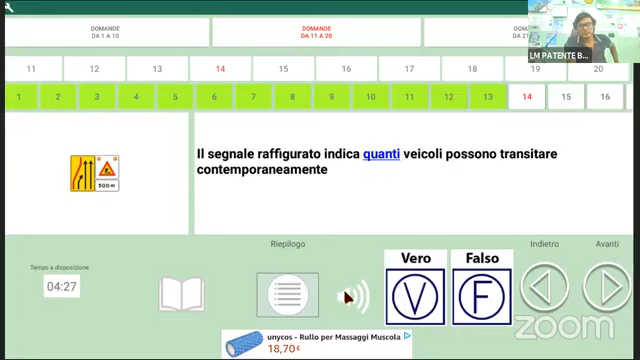 DOMANDE
DA 1 A 10
DOMANDE
DA 11 A 20
DOMANDE
DA 21
LM PATENTE B...
11 12 13 14 15 16 17 18 19 20
1 2 3 4 5 6 7 8 9 10 11 12 13 14 15 16
Il segnale raffigurato indica quanti veicoli possono transitare
contemporaneamente
500 m
Riepilogo
Tempo a disposizione
04:27
Vero
Falso
V
F
Indietro
Avanti
unycos - Rullo per Massaggi Muscola
18,70€
zoom